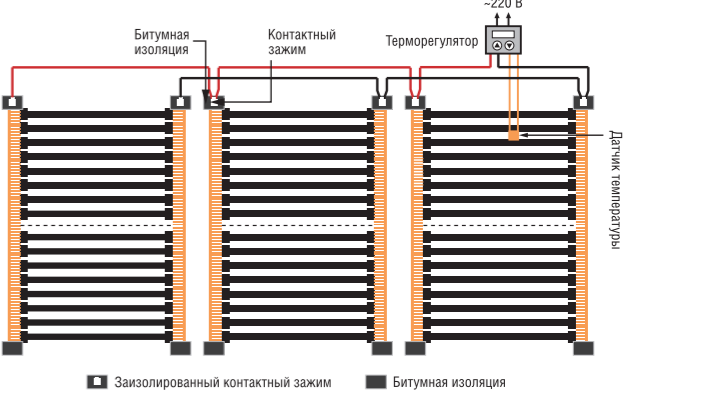 ~220 В
Битумная
изоляция
Контактный
зажим
Терморегулятор
Датчик температуры
Заизолированный контактный зажим
Битумная изоляция